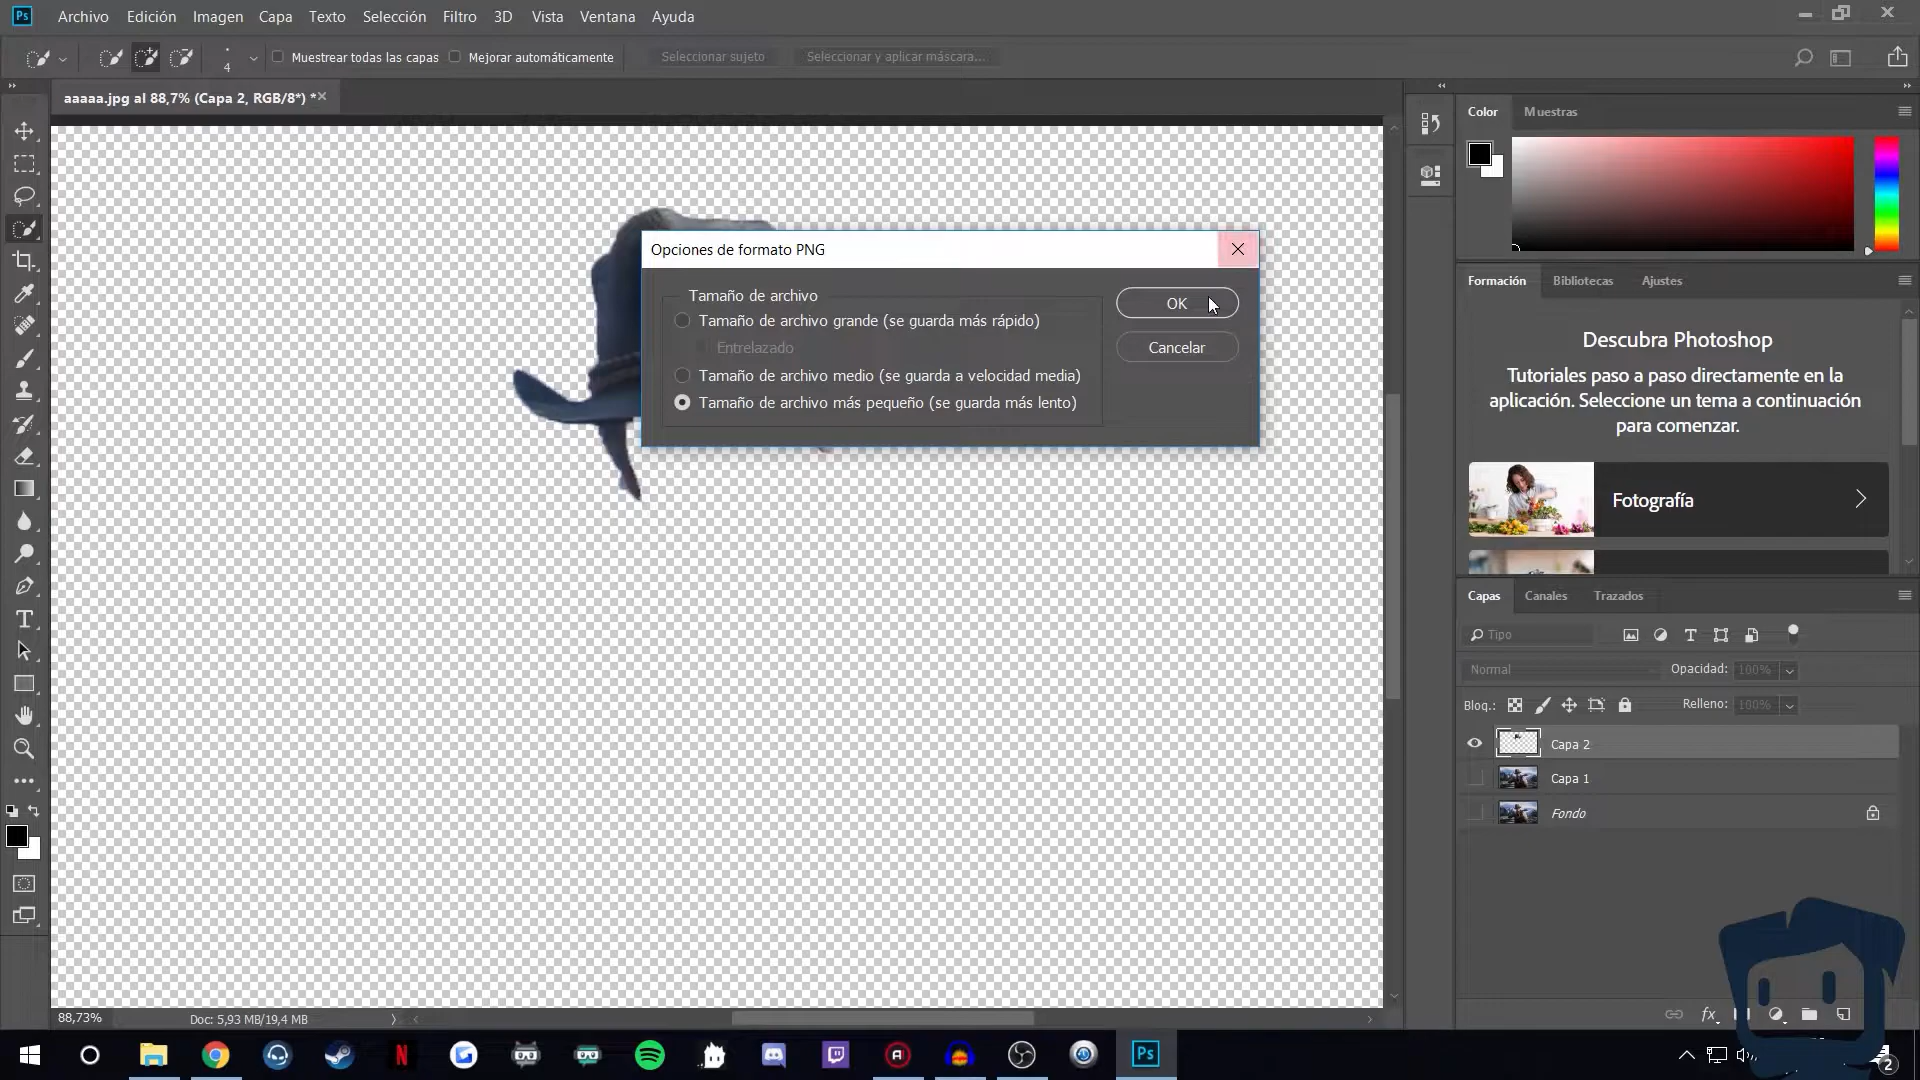 Ps
Archivo Edición Imagen Capa Texto Selección Filtro 3D Vista Ventana Ayuda
4
Muestrear todas las capas
Mejorar automáticamente
Seleccionar sujeto
Seleccionar y aplicar máscara...
aaaaa.jpg al 88,7% (Capa 2, RGB/8*) *
Color Muestras
Opciones de formato PNG
Tamaño de archivo
Tamaño de archivo grande (se guarda más rápido)
Entrelazado
Tamaño de archivo medio (se guarda a velocidad media)
Tamaño de archivo más pequeño (se guarda más lento)
OK
Cancelar
Formación Bibliotecas Ajustes
Descubra Photoshop
Tutoriales paso a paso directamente en la
aplicación. Seleccione un tema a continuación
para comenzar.
Fotografía
Capas Canales Trazados
Tipo
Normal Opacidad: 100%
Bloq.: Relleno: 100%
Capa 2
Capa 1
Fondo
fx
88,73% Doc: 5,93 MB/19,4 MB
N
Ps
2